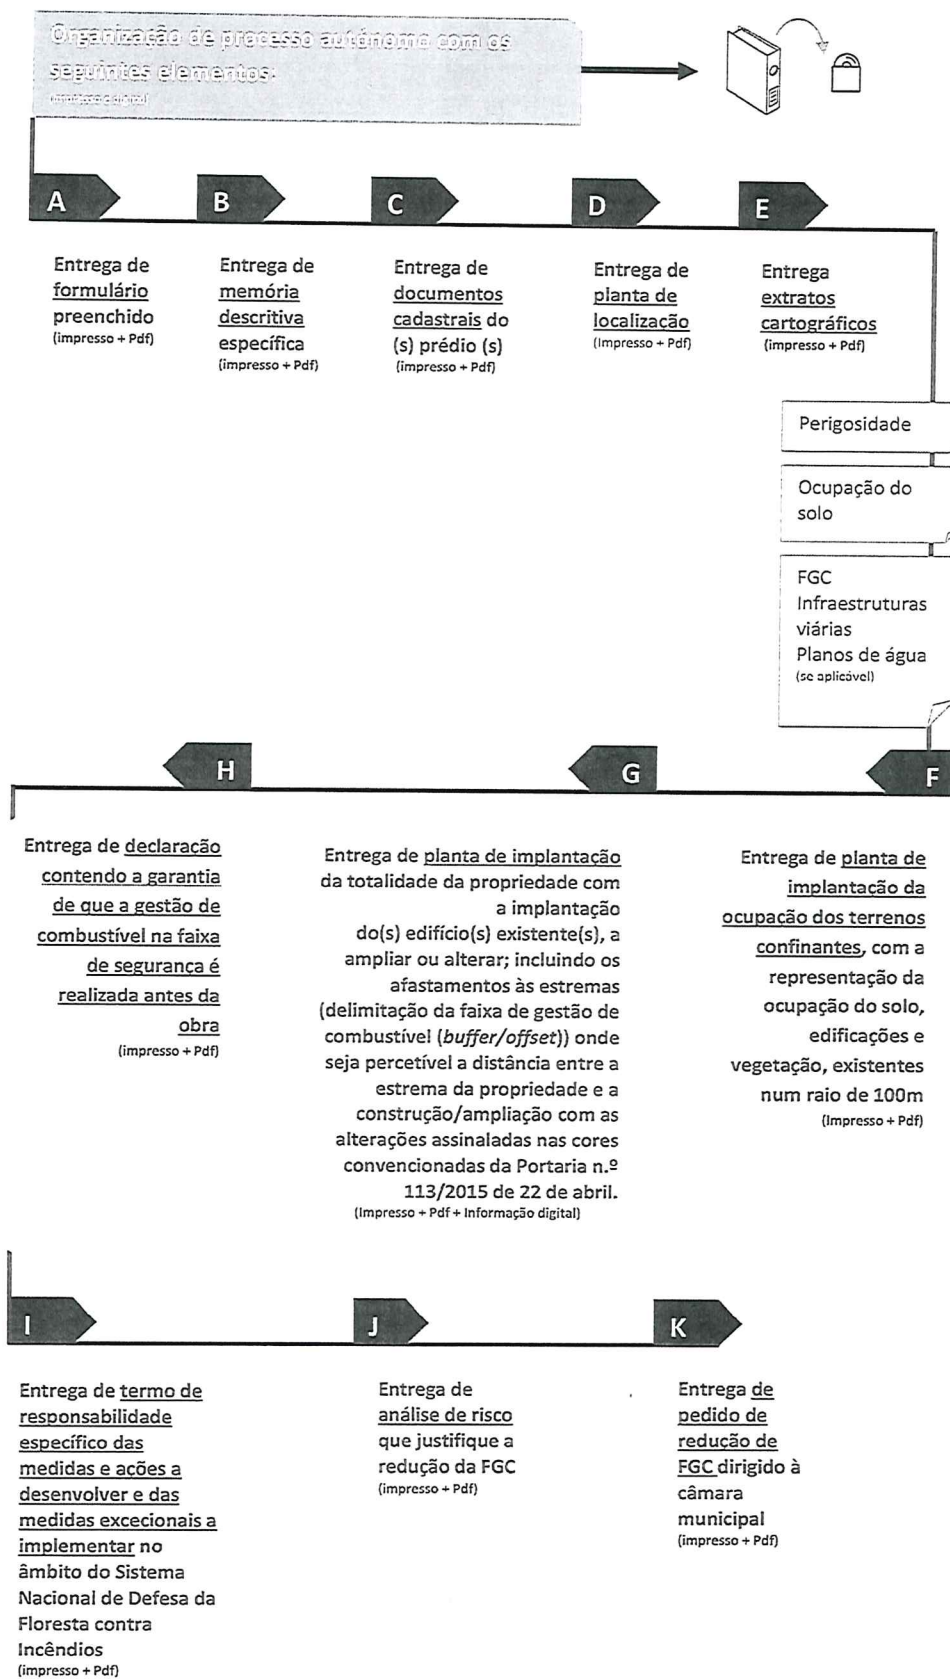 Organização de processo autónomo com os
seguintes elementos:
(impresso e digital)
A
B
C
D
E
Entrega de
formulário
preenchido
(impresso + Pdf)
Entrega de
memória
descritiva
específica
(impresso + Pdf)
Entrega de
documentos
cadastrais do
(s) prédio (s)
(impresso + Pdf)
Entrega de
planta de
localização
(Impresso + Pdf)
Entrega
extratos
cartográficos
(impresso + Pdf)
Perigosidade
Ocupação do
solo
FGC
Infraestruturas
viárias
Planos de água
(se aplicável)
F
G
H
Entrega de planta de
implantação da
ocupação dos terrenos
confinantes, com a
representação da
ocupação do solo,
edificações e
vegetação, existentes
num raio de 100m
(Impresso + Pdf)
Entrega de planta de implantação
da totalidade da propriedade com
a implantação
do(s) edifício(s) existente(s), a
ampliar ou alterar; incluindo os
afastamentos às estremas
(delimitação da faixa de gestão de
combustível (buffer/offset)) onde
seja percetível a distância entre a
estrema da propriedade e a
construção/ampliação com as
alterações assinaladas nas cores
convencionadas da Portaria n.º
113/2015 de 22 de abril.
(Impresso + Pdf + Informação digital)
Entrega de declaração
contendo a garantia
de que a gestão de
combustível na faixa
de segurança é
realizada antes da
obra
(impresso + Pdf)
I
J
K
Entrega de termo de
responsabilidade
específico das
medidas e ações a
desenvolver e das
medidas excecionais a
implementar no
âmbito do Sistema
Nacional de Defesa da
Floresta contra
Incêndios
(impresso + Pdf)
Entrega de
análise de risco
que justifique a
redução da FGC
(impresso + Pdf)
Entrega de
pedido de
redução de
FGC dirigido à
câmara
municipal
(impresso + Pdf)